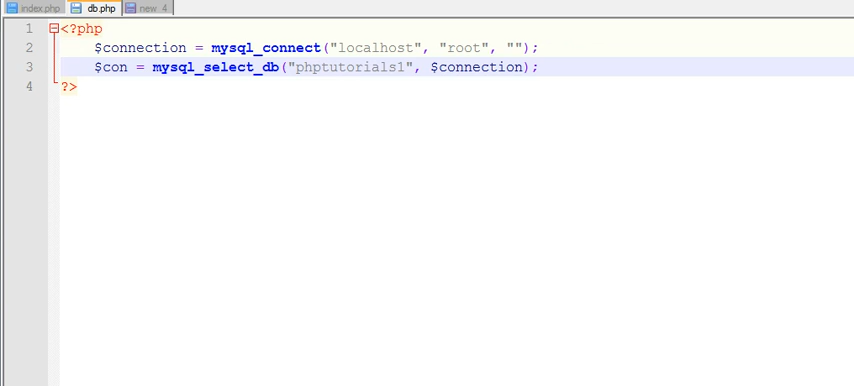 index.php db.php new 4
1 <?php
2 $connection = mysql_connect("localhost", "root", "");
3 $con = mysql_select_db("phptutorials1", $connection);
4 ?>